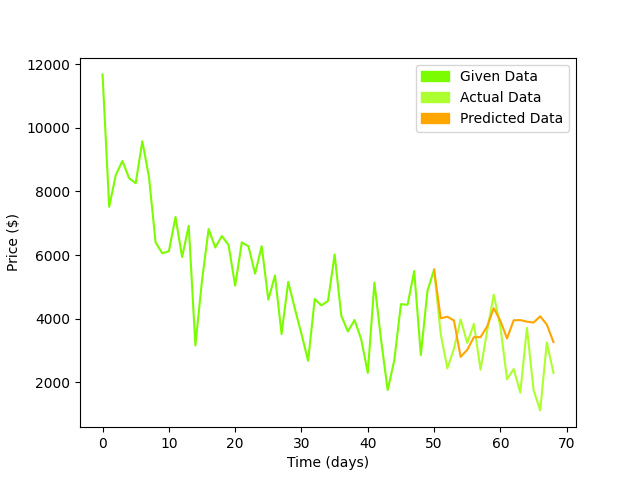 12000
10000
8000
6000
4000
2000
Price ($)
0 10 20 30 40 50 60 70
Time (days)
Given Data
Actual Data
Predicted Data